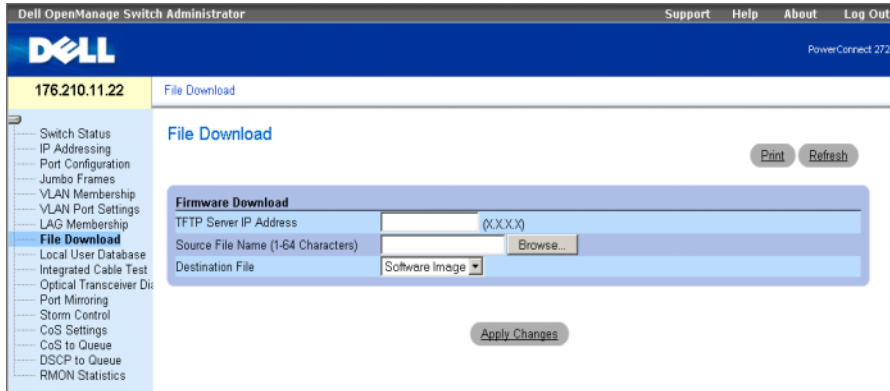 Dell OpenManage Switch Administrator
Support Help About Log Out
DELL
PowerConnect 272
176.210.11.22
File Download
Switch Status
IP Addressing
Port Configuration
Jumbo Frames
VLAN Membership
VLAN Port Settings
LAG Membership
File Download
Local User Database
Integrated Cable Test
Optical Transceiver Di
Port Mirroring
Storm Control
CoS Settings
CoS to Queue
DSCP to Queue
RMON Statistics
File Download
Print Refresh
Firmware Download
TFTP Server IP Address (X.X.X.X)
Source File Name (1-64 Characters) Browse...
Destination File Software Image
Apply Changes